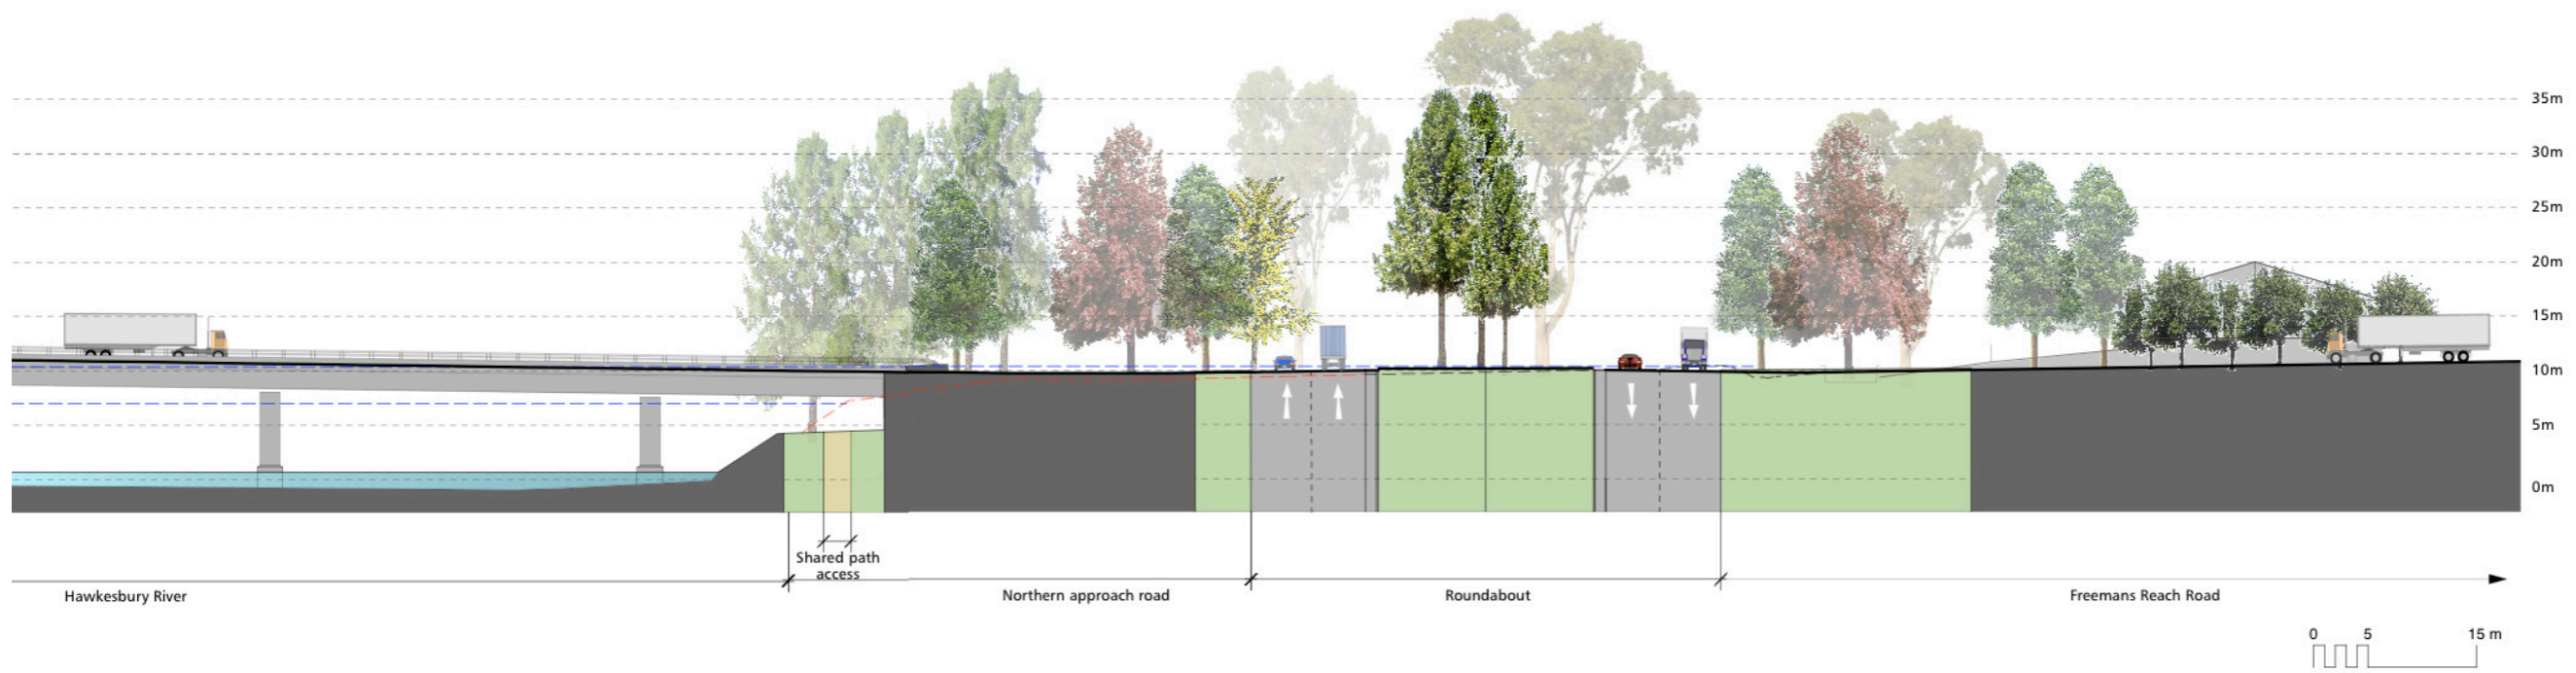 35m
30m
25m
20m
15m
10m
5m
0m
Shared path
access
Hawkesbury River
Northern approach road
Roundabout
Freemans Reach Road
0 5 15 m